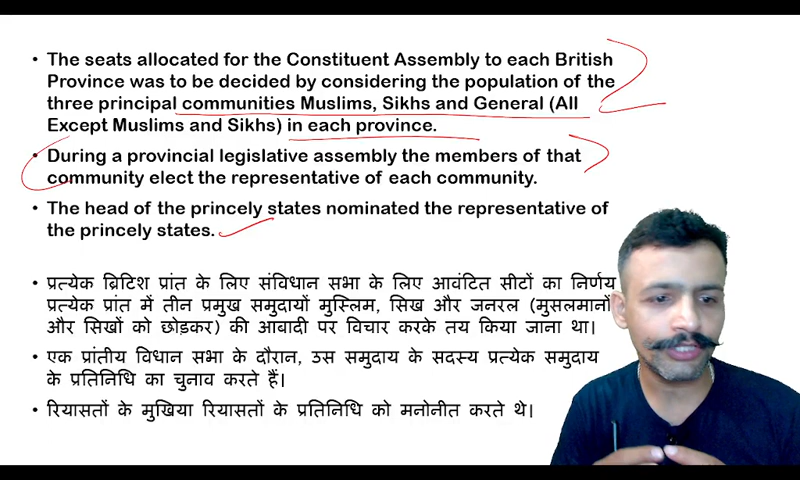 • The seats allocated for the Constituent Assembly to each British
Province was to be decided by considering the population of the
three principal communities Muslims, Sikhs and General (All
Except Muslims and Sikhs) in each province.
• During a provincial legislative assembly the members of that
community elect the representative of each community.
• The head of the princely states nominated the representative of
the princely states.
• प्रत्येक ब्रिटिश प्रांत के लिए संविधान सभा के लिए आवंटित सीटों का निर्णय
प्रत्येक प्रांत में तीन प्रमुख समुदायों मुस्लिम, सिख और जनरल (मुसलमानों
और सिखों को छोड़कर) की आबादी पर विचार करके तय किया जाना था।
• एक प्रांतीय विधान सभा के दौरान, उस समुदाय के सदस्य प्रत्येक समुदाय
के प्रतिनिधि का चुनाव करते हैं।
• रियासतों के मुखिया रियासतों के प्रतिनिधि को मनोनीत करते थे।